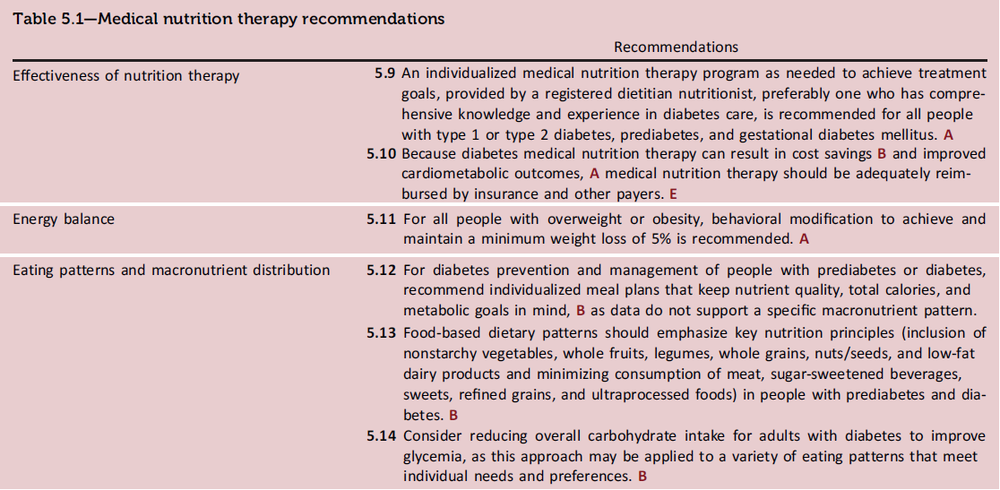 Table 5.1—Medical nutrition therapy recommendations
Recommendations
Effectiveness of nutrition therapy
5.9 An individualized medical nutrition therapy program as needed to achieve treatment
goals, provided by a registered dietitian nutritionist, preferably one who has compre-
hensive knowledge and experience in diabetes care, is recommended for all people
with type 1 or type 2 diabetes, prediabetes, and gestational diabetes mellitus. A
5.10 Because diabetes medical nutrition therapy can result in cost savings B and improved
cardiometabolic outcomes, A medical nutrition therapy should be adequately reim-
bursed by insurance and other payers. E
Energy balance
5.11 For all people with overweight or obesity, behavioral modification to achieve and
maintain a minimum weight loss of 5% is recommended. A
Eating patterns and macronutrient distribution
5.12 For diabetes prevention and management of people with prediabetes or diabetes,
recommend individualized meal plans that keep nutrient quality, total calories, and
metabolic goals in mind, B as data do not support a specific macronutrient pattern.
5.13 Food-based dietary patterns should emphasize key nutrition principles (inclusion of
nonstarchy vegetables, whole fruits, legumes, whole grains, nuts/seeds, and low-fat
dairy products and minimizing consumption of meat, sugar-sweetened beverages,
sweets, refined grains, and ultraprocessed foods) in people with prediabetes and dia-
betes. B
5.14 Consider reducing overall carbohydrate intake for adults with diabetes to improve
glycemia, as this approach may be applied to a variety of eating patterns that meet
individual needs and preferences. B